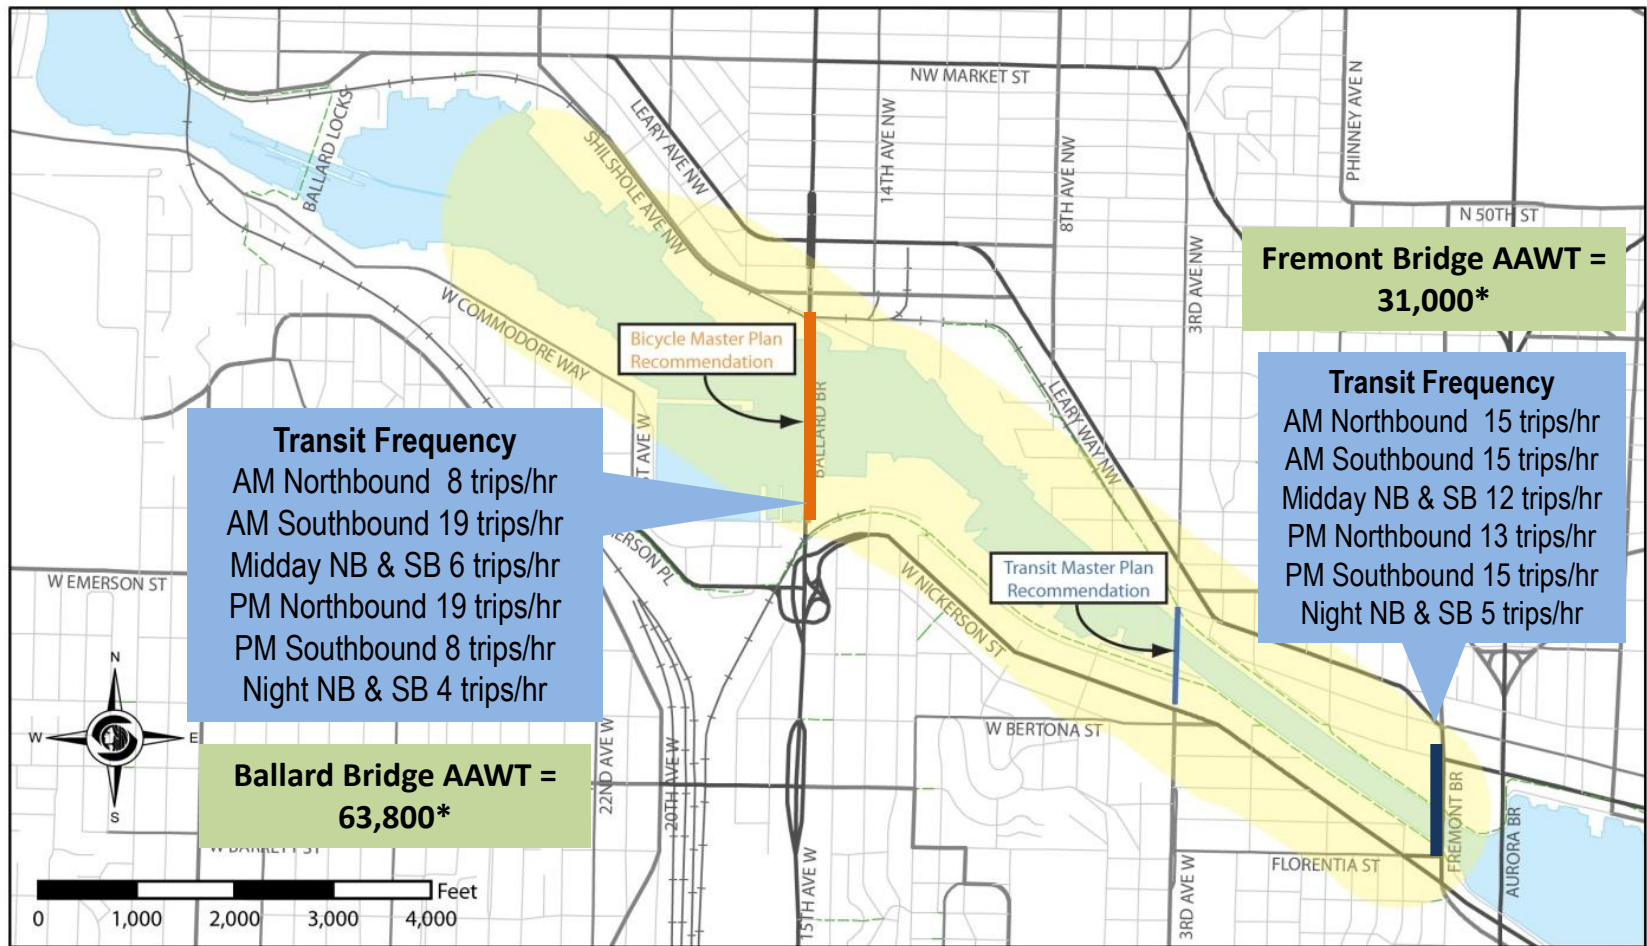 NW MARKET ST
PHINNEY AVE N
BALLARD LOCKS
LEARY AVE NW
SHILSHOLE AVE NW
14TH AVE NW
8TH AVE NW
3RD AVE NW
N 50TH ST
Fremont Bridge AAWT =
31,000*
W COMMODORE WAY
Bicycle Master Plan
Recommendation
BALLARD BR
LEARY WAY NW
Transit Frequency
AM Northbound 15 trips/hr
AM Southbound 15 trips/hr
Midday NB & SB 12 trips/hr
PM Northbound 13 trips/hr
PM Southbound 15 trips/hr
Night NB & SB 5 trips/hr
Transit Frequency
AM Northbound 8 trips/hr
AM Southbound 19 trips/hr
Midday NB & SB 6 trips/hr
PM Northbound 19 trips/hr
PM Southbound 8 trips/hr
Night NB & SB 4 trips/hr
ST AVE W
ERSON PL
W EMERSON ST
W NICKERSON ST
Transit Master Plan
Recommendation
N
W
E
S
W BERTONA ST
Ballard Bridge AAWT =
63,800*
22ND AVE W
20TH AVE W
15TH AVE W
3RD AVE W
FLORENTIA ST
FREMONT BR
AURORA BR
W BARRETT ST
Feet
0 1,000 2,000 3,000 4,000